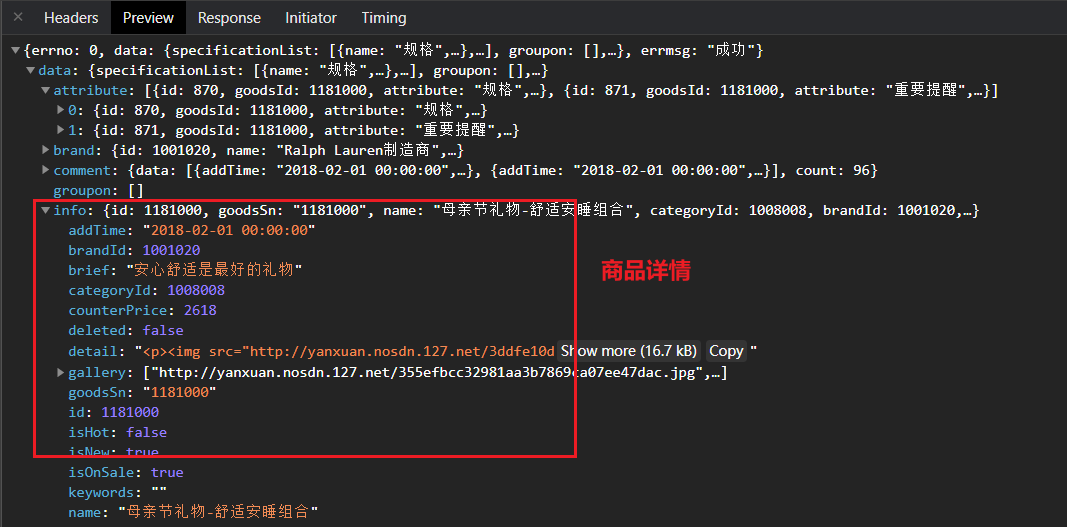 × Headers Preview Response Initiator Timing
▼{errno: 0, data: {specificationList: [{name: "规格",…},…], groupon: [],…}, errmsg: "成功"}
▼data: {specificationList: [{name: "规格",…},…], groupon: [],…}
▼attribute: [{id: 870, goodsId: 1181000, attribute: "规格",…}, {id: 871, goodsId: 1181000, attribute: "重要提醒",…}]
▶0: {id: 870, goodsId: 1181000, attribute: "规格",…}
▶1: {id: 871, goodsId: 1181000, attribute: "重要提醒",…}
▶brand: {id: 1001020, name: "Ralph Lauren制造商",…}
▶comment: {data: [{addTime: "2018-02-01 00:00:00",…}, {addTime: "2018-02-01 00:00:00",…}], count: 96}
groupon: []
▼info: {id: 1181000, goodsSn: "1181000", name: "母亲节礼物-舒适安睡组合", categoryId: 1008008, brandId: 1001020,…}
addTime: "2018-02-01 00:00:00"
brandId: 1001020
brief: "安心舒适是最好的礼物"
商品详情
categoryId: 1008008
counterPrice: 2618
deleted: false
detail: "<p><img src="http://yanxuan.nosdn.127.net/3ddfe10d Show more (16.7 kB) Copy "
▶gallery: ["http://yanxuan.nosdn.127.net/355efbcc32981aa3b7869ca07ee47dac.jpg",…]
goodsSn: "1181000"
id: 1181000
isHot: false
isNew: true
isOnSale: true
keywords: ""
name: "母亲节礼物-舒适安睡组合"